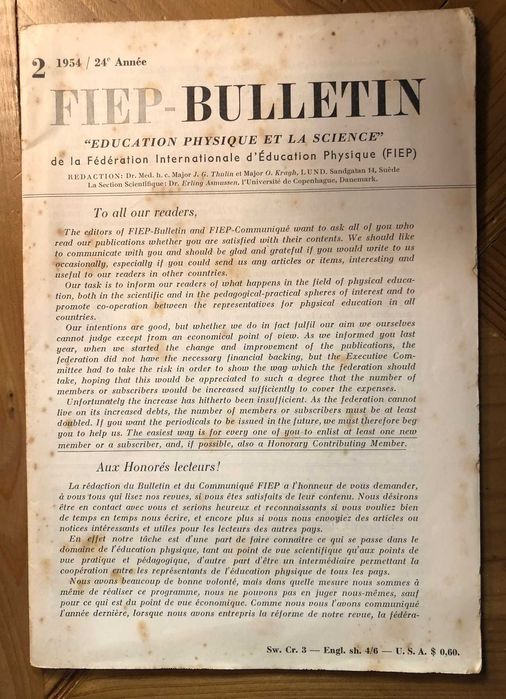 2 1954 / 24e Année
FIEP-BULLETIN
"EDUCATION PHYSIQUE ET LA SCIENCE"
de la Fédération Internationale d'Éducation Physique (FIEP)
REDACTION: Dr. Med. h. c. Major J. G. Thulin et Major O. Kragh, LUND. Sandgatan 14, Suède
La Section Scientifique: Dr. Erling Asmussen, l'Université de Copenhague, Danemark.
To all our readers,
The editors of FIEP-Bulletin and FIEP-Communiqué want to ask all of you who
read our publications whether you are satisfied with their contents. We should like
to communicate with you and should be glad and grateful if you would write to us
occasionally, especially if you could send us any articles or items, interesting and
useful to our readers in other countries.
Our task is to inform our readers of what happens in the field of physical educa-
tion, both in the scientific and in the pedagogical-practical spheres of interest and to
promote co-operation between the representatives for physical education in all
countries.
Our intentions are good, but whether we do in fact fulfil our aim we ourselves
cannot judge except from an economical point of view. As we informed you last
year, when we started the change and improvement of the publications, the
federation did not have the necessary financial backing, but the Executive Com-
mittee had to take the risk in order to show the way which the federation should
take, hoping that this would be appreciated to such a degree that the number of
members or subscribers would be increased sufficiently to cover the expenses.
Unfortunately the increase has hitherto been insufficient. As the federation cannot
live on its increased debts, the number of members or subscribers must be at least
doubled. If you want the periodicals to be issued in the future, we must therefore beg
you to help us. The easiest way is for every one of you to enlist at least one new
member or a subscriber, and, if possible, also a Honorary Contributing Member.
Aux Honorés lecteurs!
La rédaction du Bulletin et du Communiqué FIEP a l'honneur de vous demander,
à vous tous qui lisez nos revues, si vous êtes satisfaits de leur contenu. Nous désirons
être en contact avec vous et serions heureux et reconnaissants si vous vouliez bien
de temps en temps nous écrire, et encore plus si vous nous envoyiez des articles ou
notices intéressants et utiles pour les lecteurs des autres pays.
En effet notre tâche est d'une part de faire connaître ce qui se passe dans le
domaine de l'éducation physique, tant au point de vue scientifique qu'aux points de
vue pratique et pédagogique, d'autre part d'être un intermédiaire permettant la
coopération entre les représentants de l'éducation physique de tous les pays.
Nous avons beaucoup de bonne volonté, mais dans quelle mesure nous sommes à
même de réaliser ce programme, nous ne pouvons pas en juger nous-mêmes, sauf
pour ce qui est du point de vue économique. Comme nous vous l'avons communiqué
l'année dernière, lorsque nous avons entrepris la réforme de notre revue, la fédéra-
Sw. Cr. 3 — Engl. sh. 4/6 — U. S. A. $ 0,60.